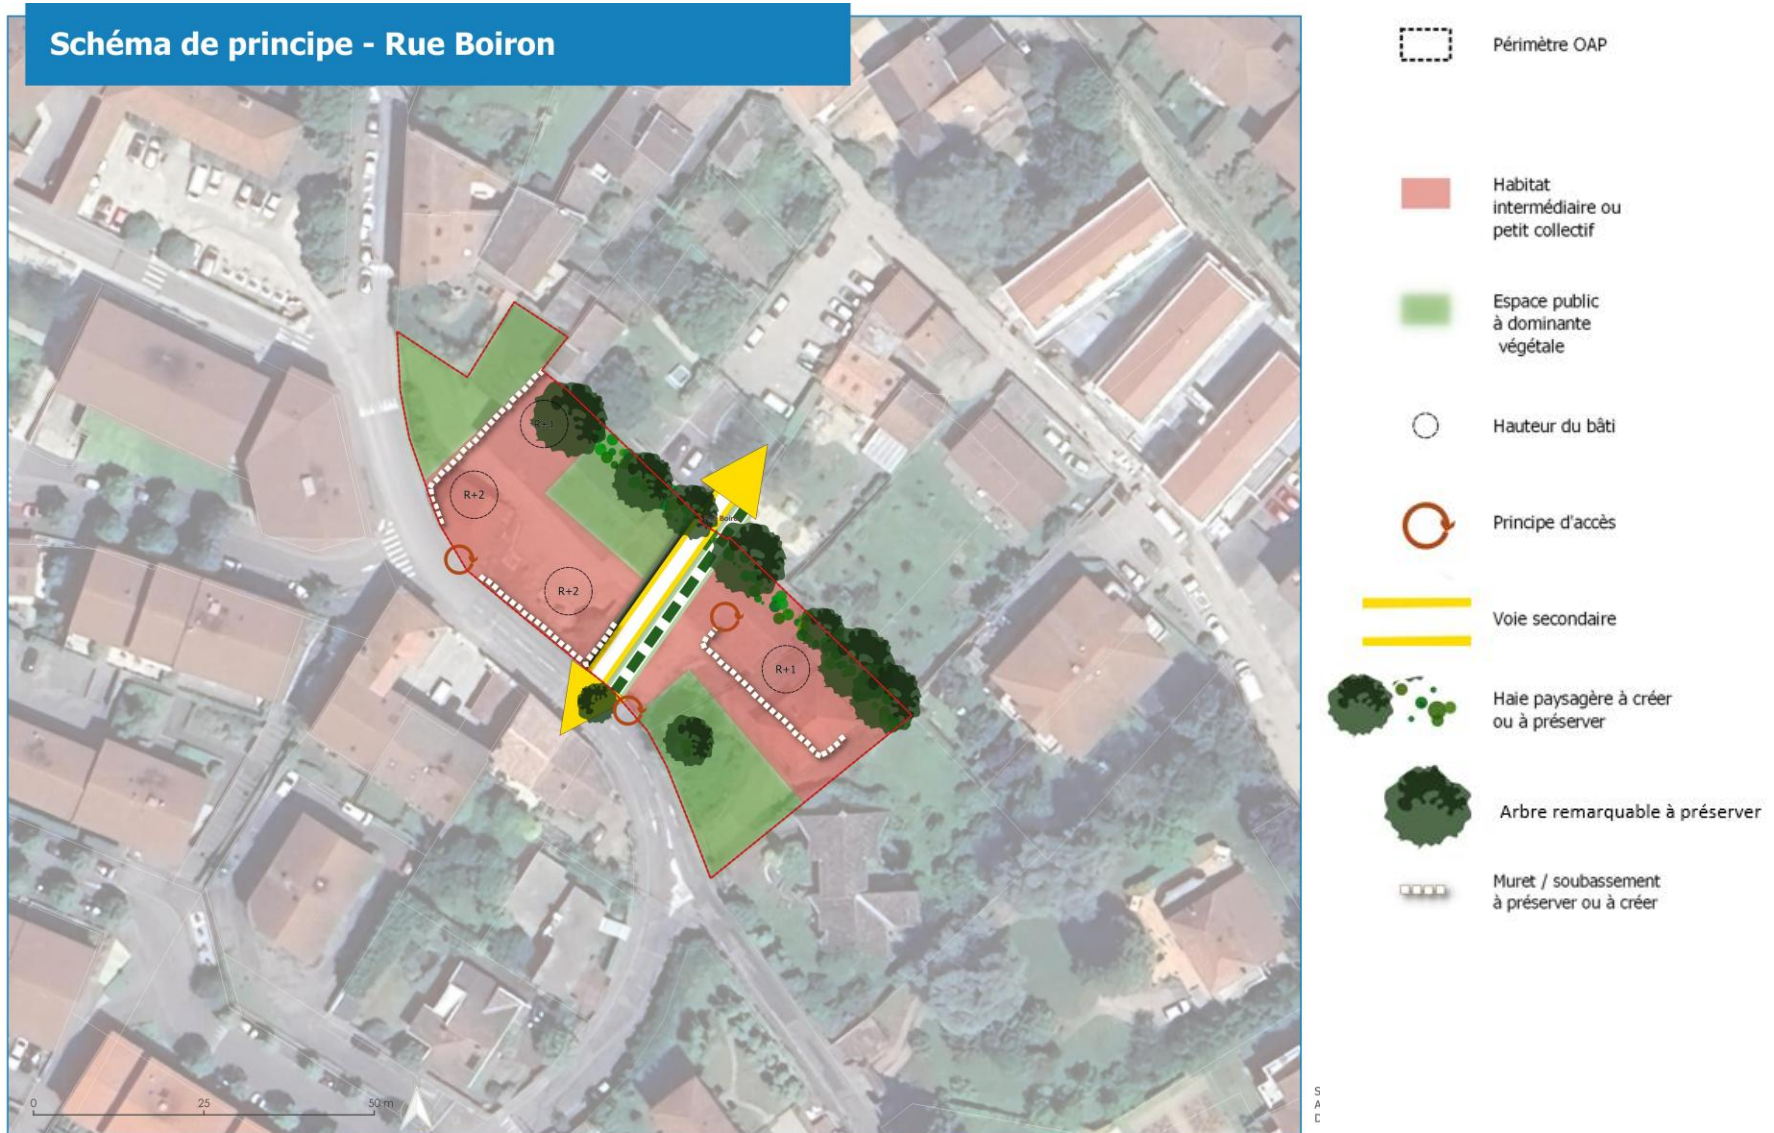 Schéma de principe - Rue Boiron
Périmètre OAP
Habitat
intermédiaire ou
petit collectif
Espace public
à dominante
végétale
Hauteur du bâti
Principe d'accès
Voie secondaire
Haie paysagère à créer
ou à préserver
Arbre remarquable à préserver
Muret / soubassement
à préserver ou à créer
R+1
R+2
R+2
R+1
0 25 50 m
S
A
D